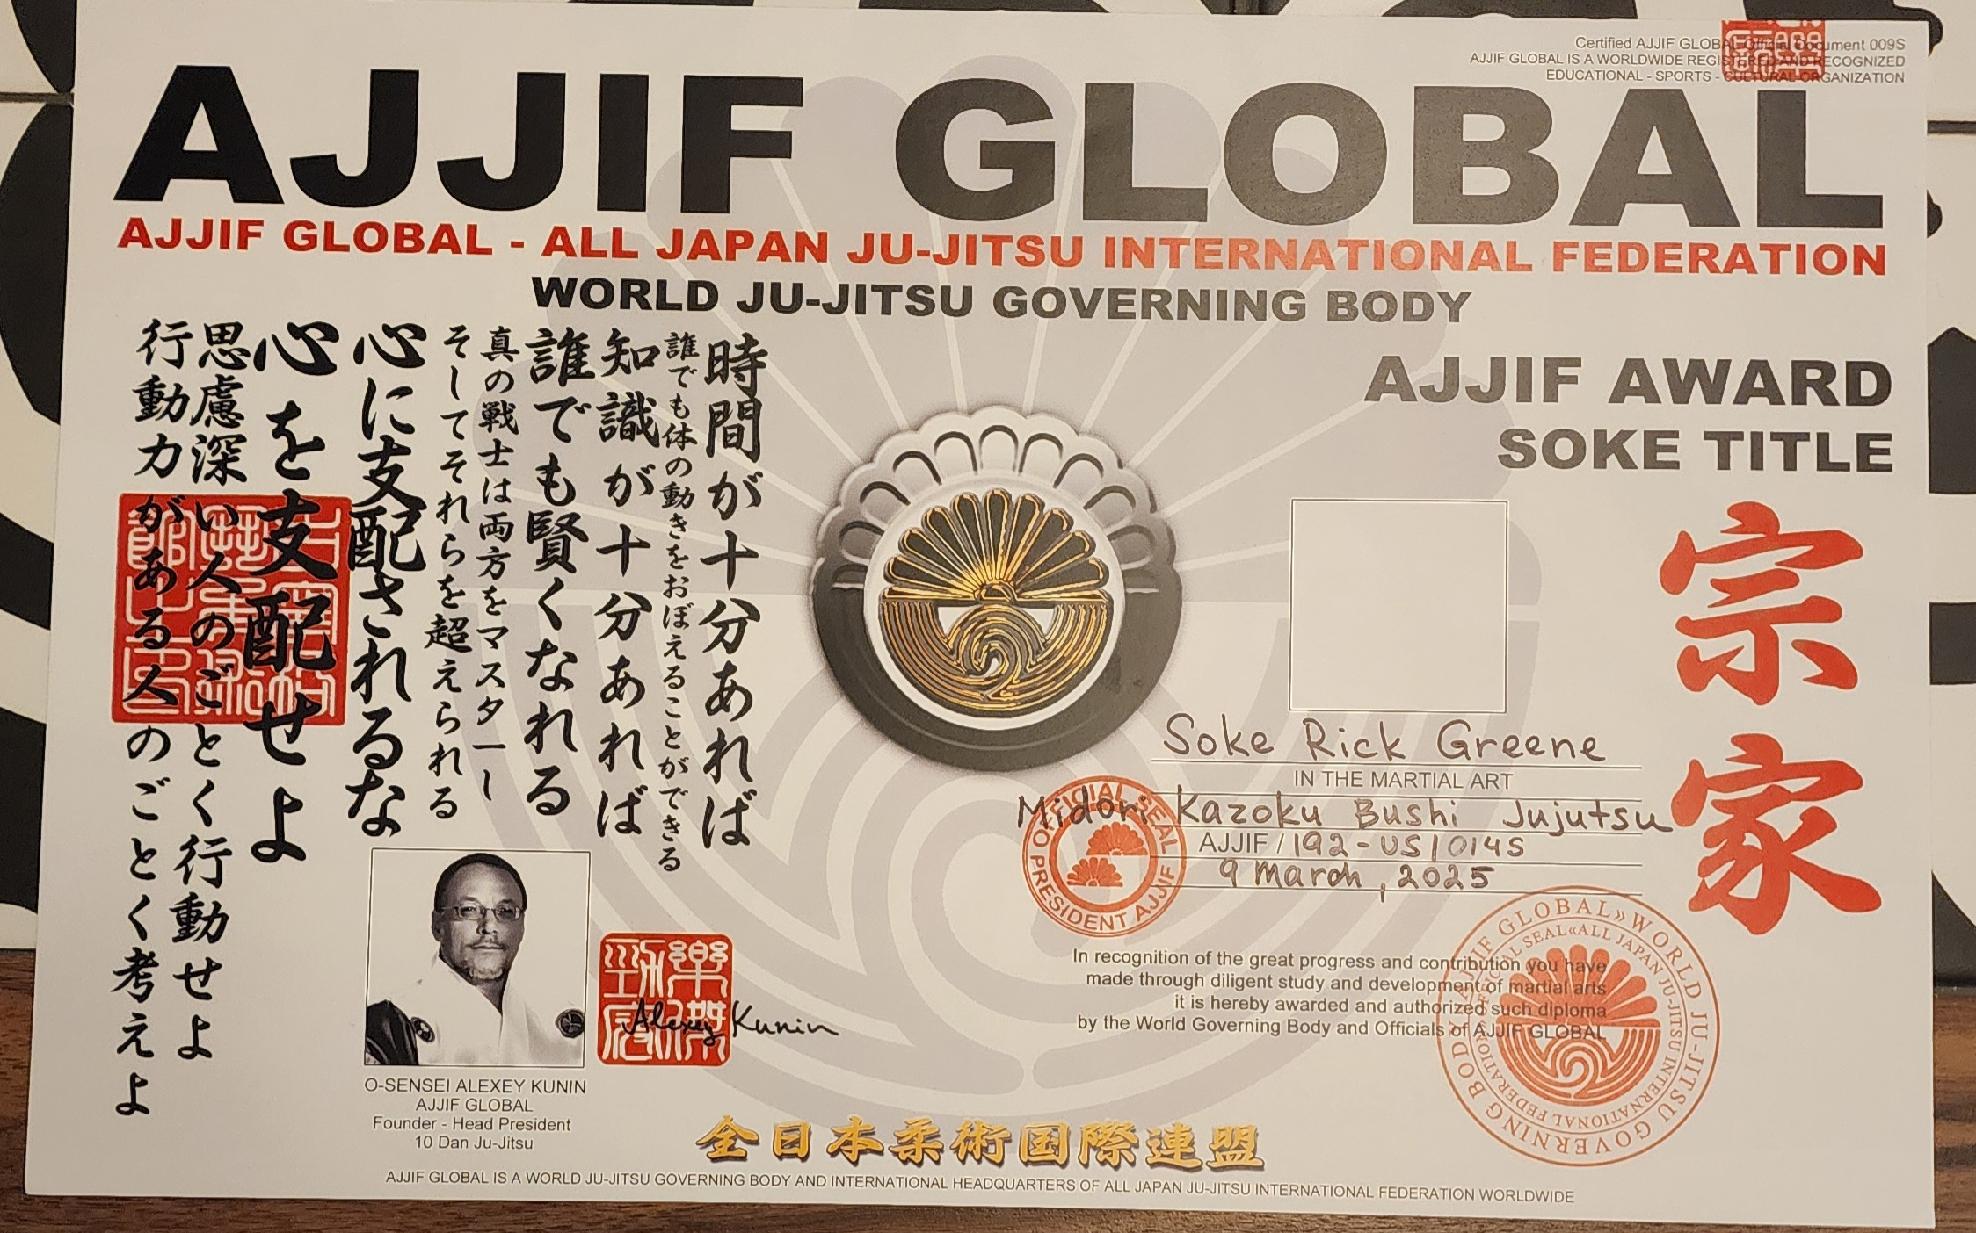 Certified AJJIF GLOBAL Official Document 009S
AJJIF GLOBAL IS A WORLDWIDE REGISTERED AND RECOGNIZED
EDUCATIONAL - SPORTS - CULTURAL ORGANIZATION
AJJIF GLOBAL
AJJIF GLOBAL - ALL JAPAN JU-JITSU INTERNATIONAL FEDERATION
WORLD JU-JITSU GOVERNING BODY
AJJIF AWARD
SOKE TITLE
宗家
時間が十分あれば
誰でも体の動きをおぼえることができる
知識が十分あれば
誰でも賢くなれる
真の戦士は両方をマスターし
そしてそれらを超えられる
心に支配されるな
心を支配せよ
思慮深い人のごとく行動せよ
行動力がある人のごとく考えよ
Soke Rick Greene
IN THE MARTIAL ART
Midori Kazoku Bushi Jujutsu
AJJIF / 192-US/014S
9 March, 2025
OFFICIAL SEAL
PRESIDENT AJJIF
In recognition of the great progress and contribution you have
made through diligent study and development of martial arts
it is hereby awarded and authorized such diploma
by the World Governing Body and Officials of AJJIF GLOBAL
AJJIF GLOBAL » WORLD JU-JITSU GOVERNING BODY
OFFICIAL SEAL « ALL JAPAN JU-JITSU INTERNATIONAL FEDERATION
Alexey Kunin
O-SENSEI ALEXEY KUNIN
AJJIF GLOBAL
Founder - Head President
10 Dan Ju-Jitsu
全日本柔術国際連盟
AJJIF GLOBAL IS A WORLD JU-JITSU GOVERNING BODY AND INTERNATIONAL HEADQUARTERS OF ALL JAPAN JU-JITSU INTERNATIONAL FEDERATION WORLDWIDE